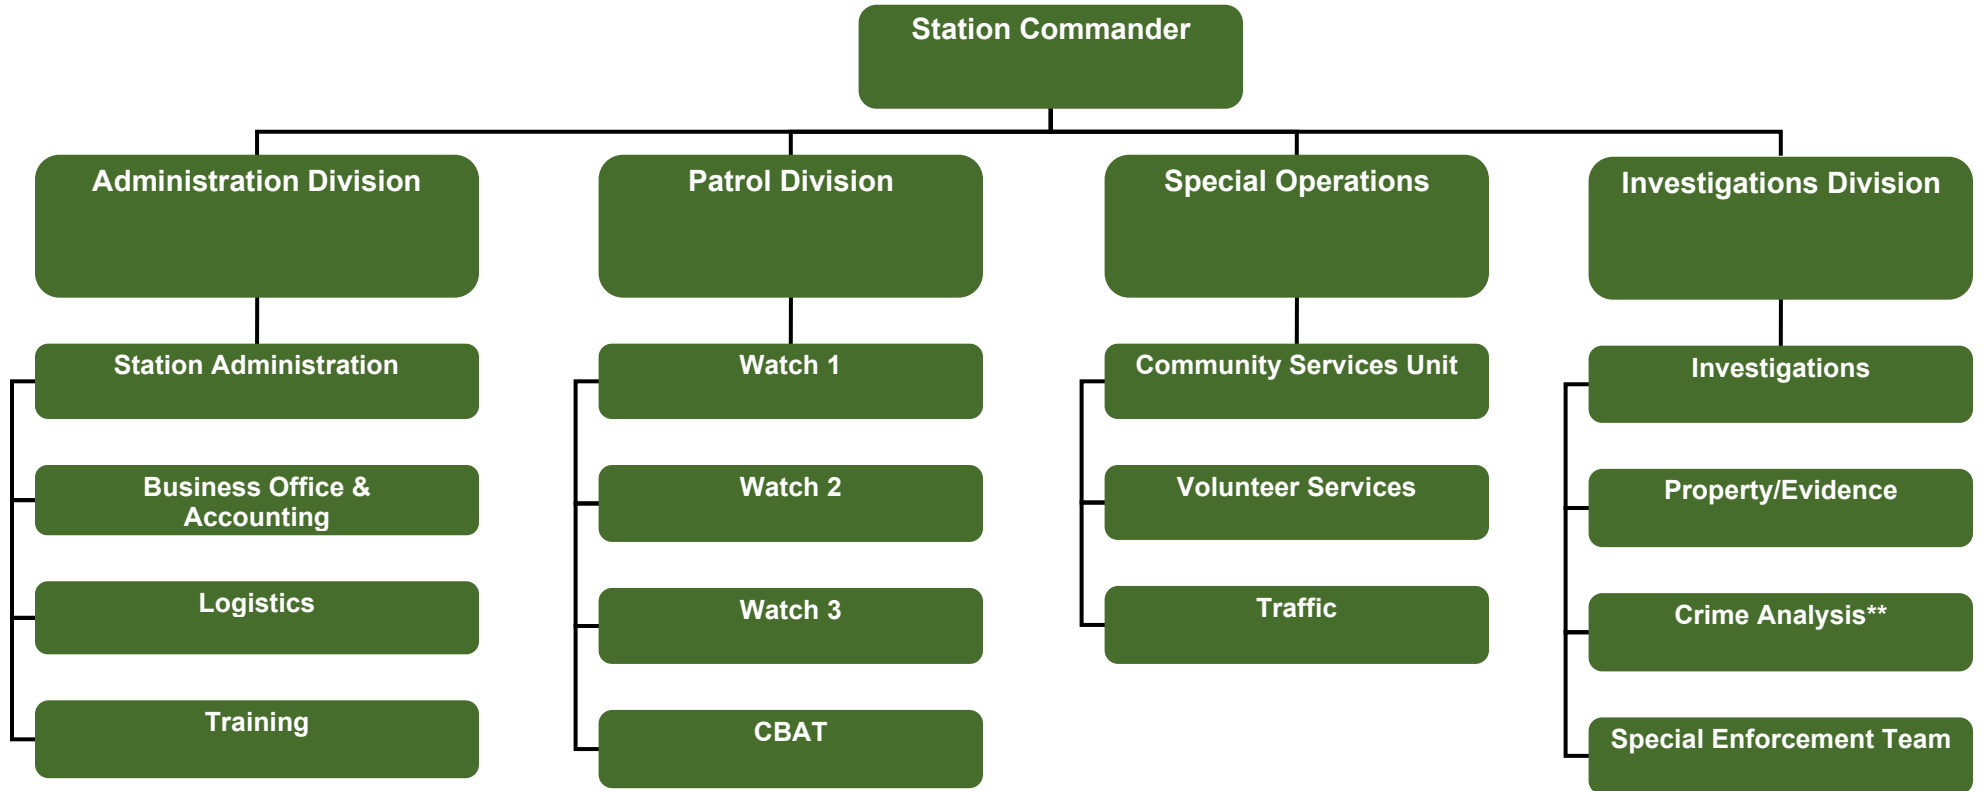 Station Commander
Administration Division
Patrol Division
Special Operations
Investigations Division
Station Administration
Business Office &
Accounting
Logistics
Training
Watch 1
Watch 2
Watch 3
CBAT
Community Services Unit
Volunteer Services
Traffic
Investigations
Property/Evidence
Crime Analysis**
Special Enforcement Team